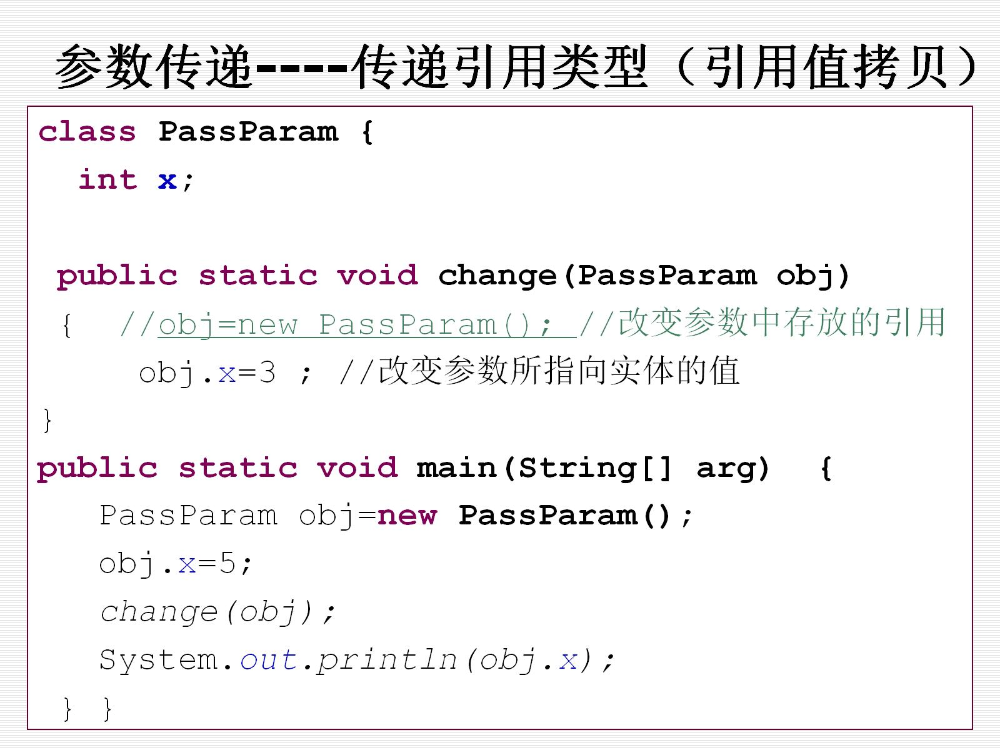 参数传递----传递引用类型（引用值拷贝）
class PassParam {
int x;
public static void change(PassParam obj)
{ //obj=new PassParam(); //改变参数中存放的引用
obj.x=3 ; //改变参数所指向实体的值
}
public static void main(String[] arg) {
PassParam obj=new PassParam();
obj.x=5;
change(obj);
System.out.println(obj.x);
} }